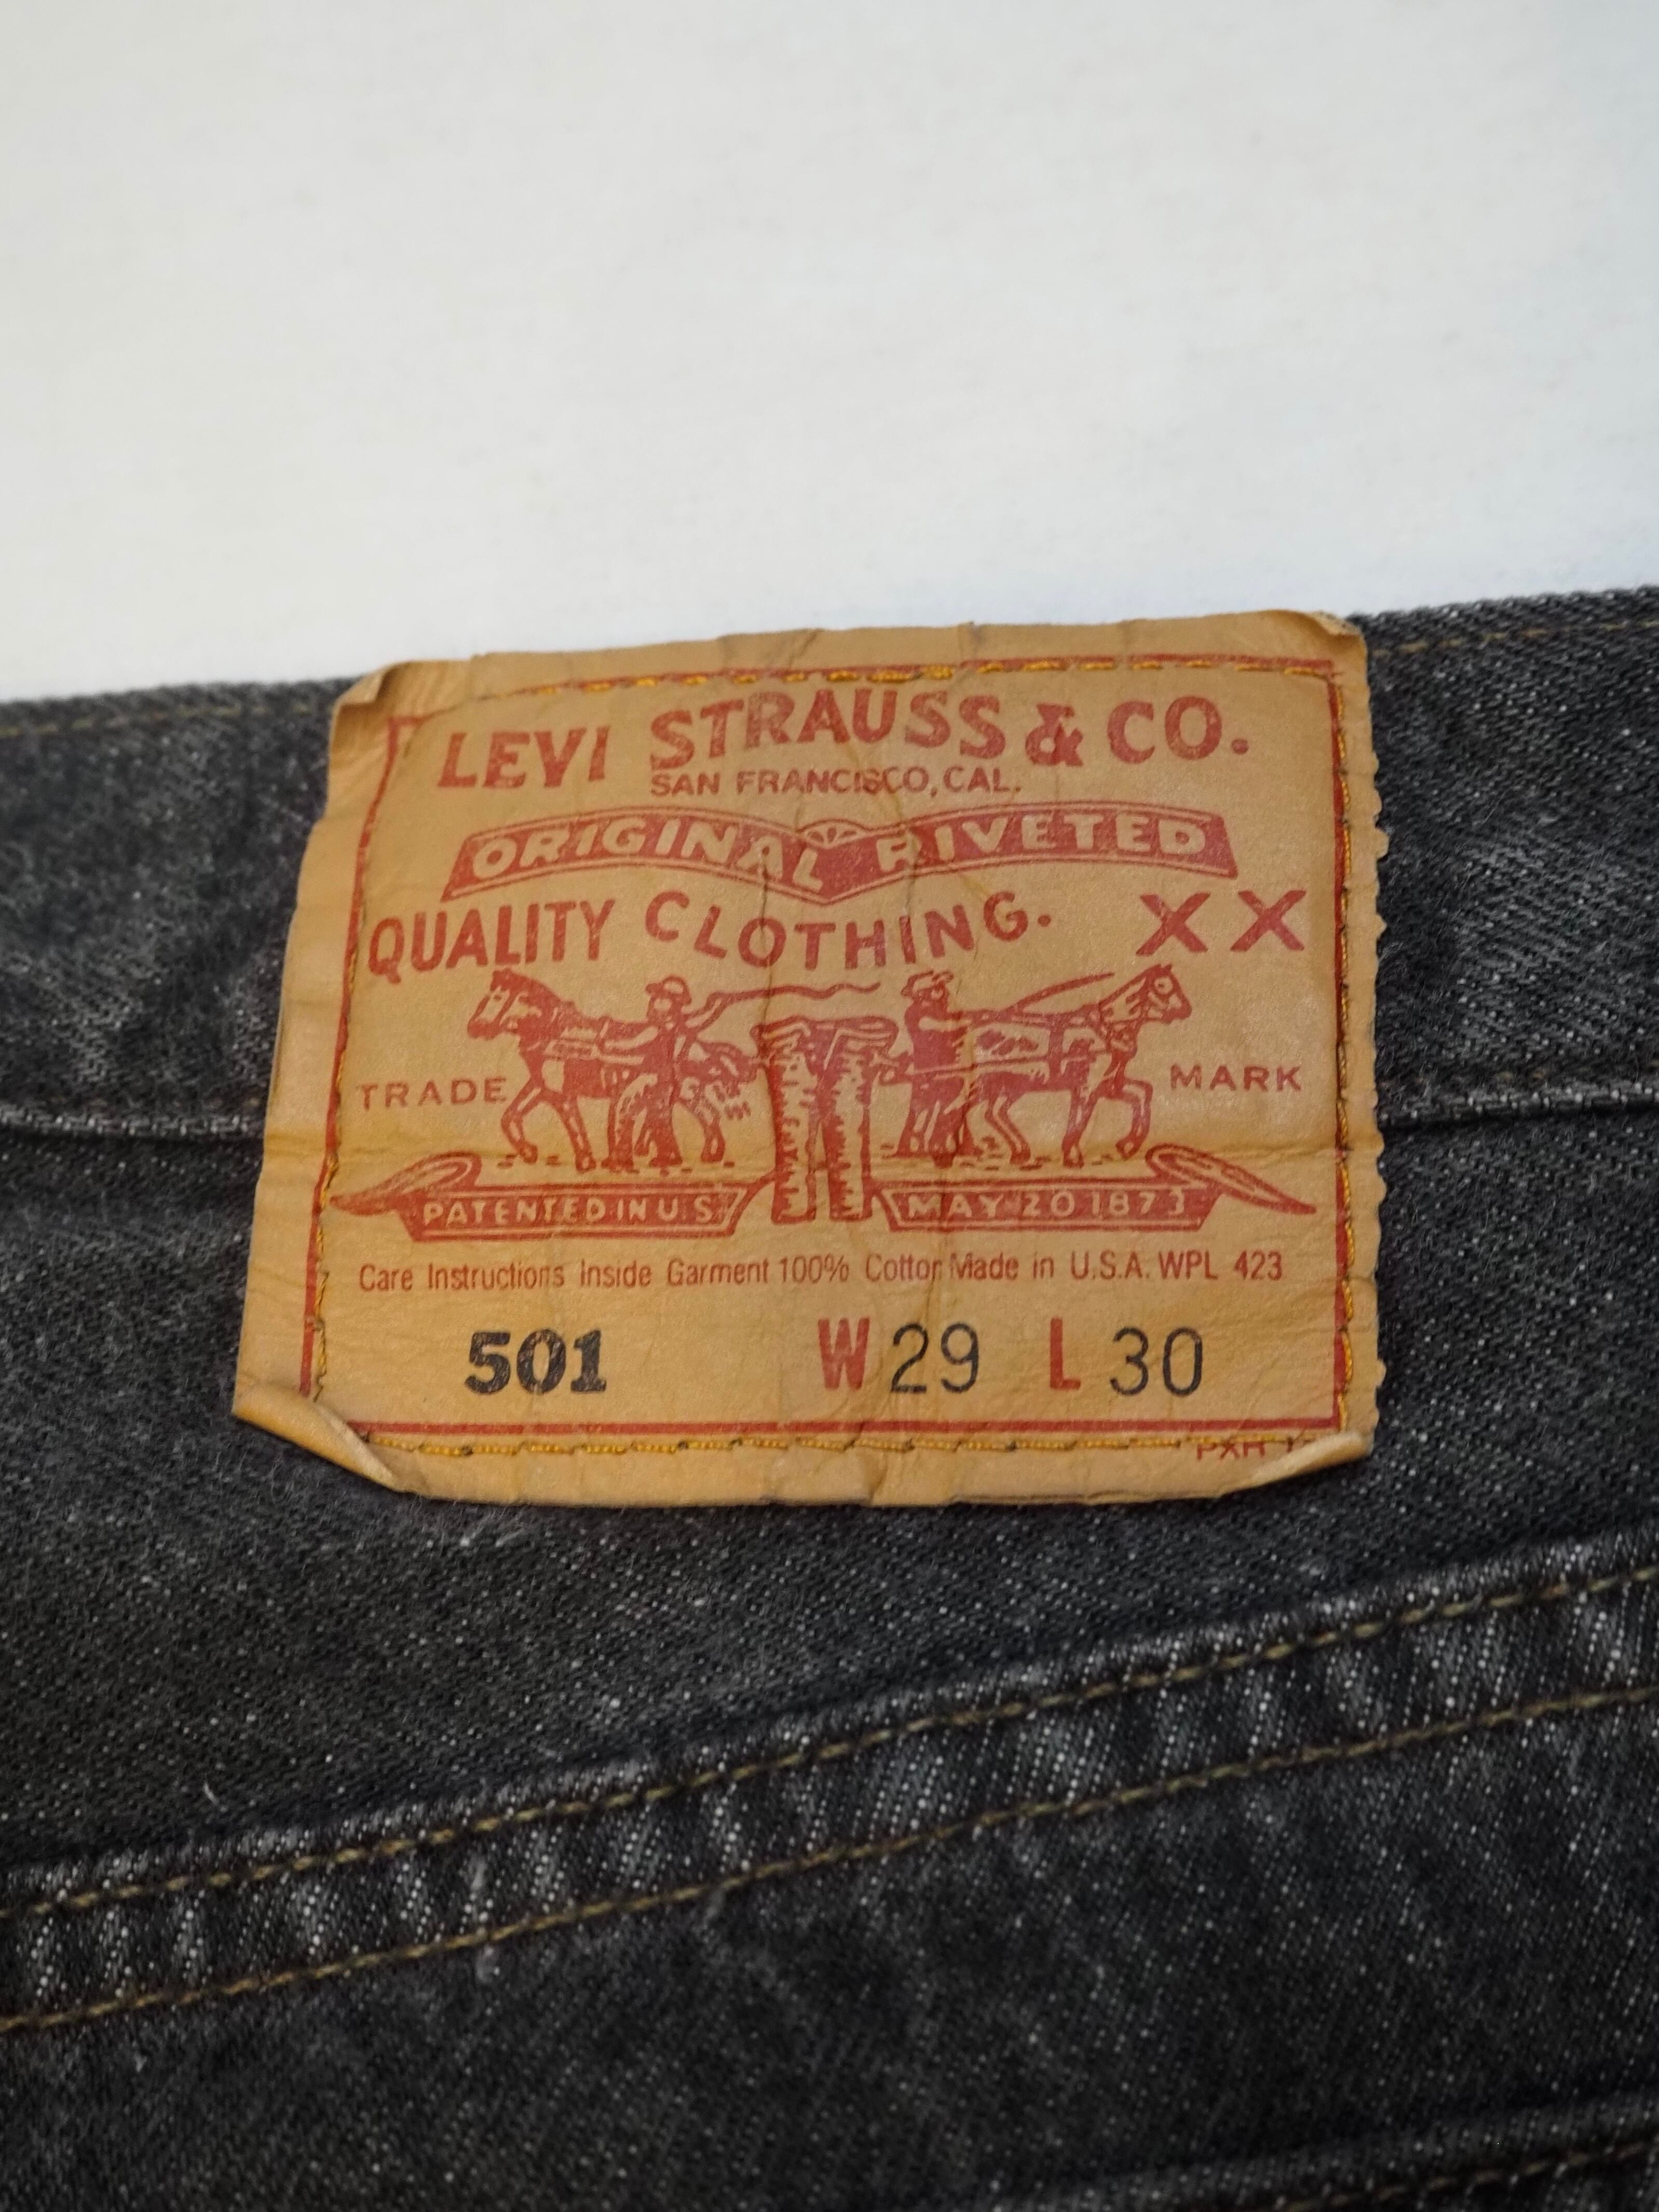 LEVI STRAUSS & CO.
SAN FRANCISCO, CAL.
ORIGINAL RIVETED
QUALITY CLOTHING. XX
TRADE MARK
PATENTED IN U.S. MAY 20 1873
Care Instructions Inside Garment 100% Cotton Made in U.S.A. WPL 423
501 W 29 L 30